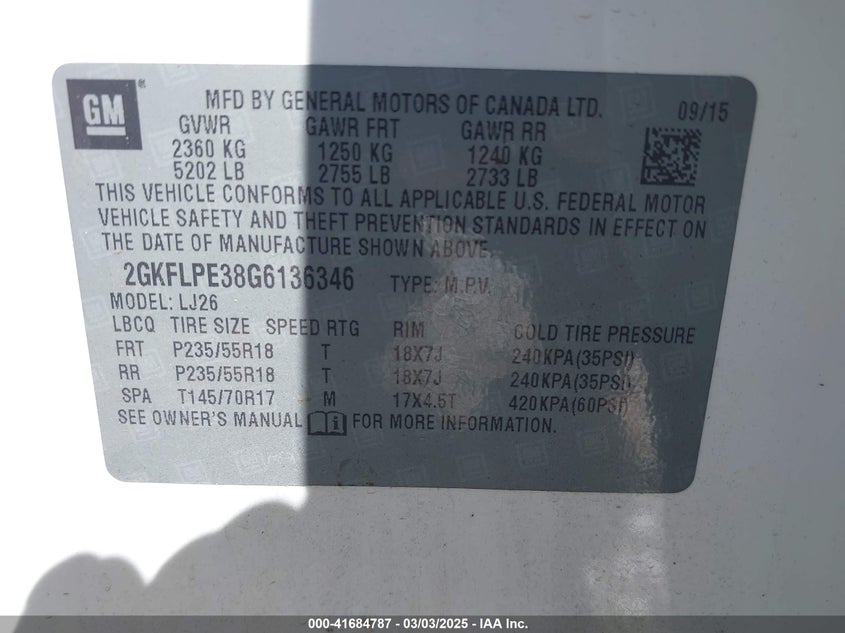 GM ®
MFD BY GENERAL MOTORS OF CANADA LTD. 09/15
GVWR GAWR FRT GAWR RR
2360 KG 1250 KG 1240 KG
5202 LB 2755 LB 2733 LB
THIS VEHICLE CONFORMS TO ALL APPLICABLE U.S. FEDERAL MOTOR
VEHICLE SAFETY AND THEFT PREVENTION STANDARDS IN EFFECT ON
THE DATE OF MANUFACTURE SHOWN ABOVE.
2GKFLPE38G6136346 TYPE: M.P.V.
MODEL: LJ26
LBCQ TIRE SIZE SPEED RTG RIM COLD TIRE PRESSURE
FRT P235/55R18 T 18X7J 240KPA(35PSI)
RR P235/55R18 T 18X7J 240KPA(35PSI)
SPA T145/70R17 M 17X4.5T 420KPA(60PSI)
SEE OWNER'S MANUAL FOR MORE INFORMATION.
000-41684787 - 03/03/2025 - IAA Inc.